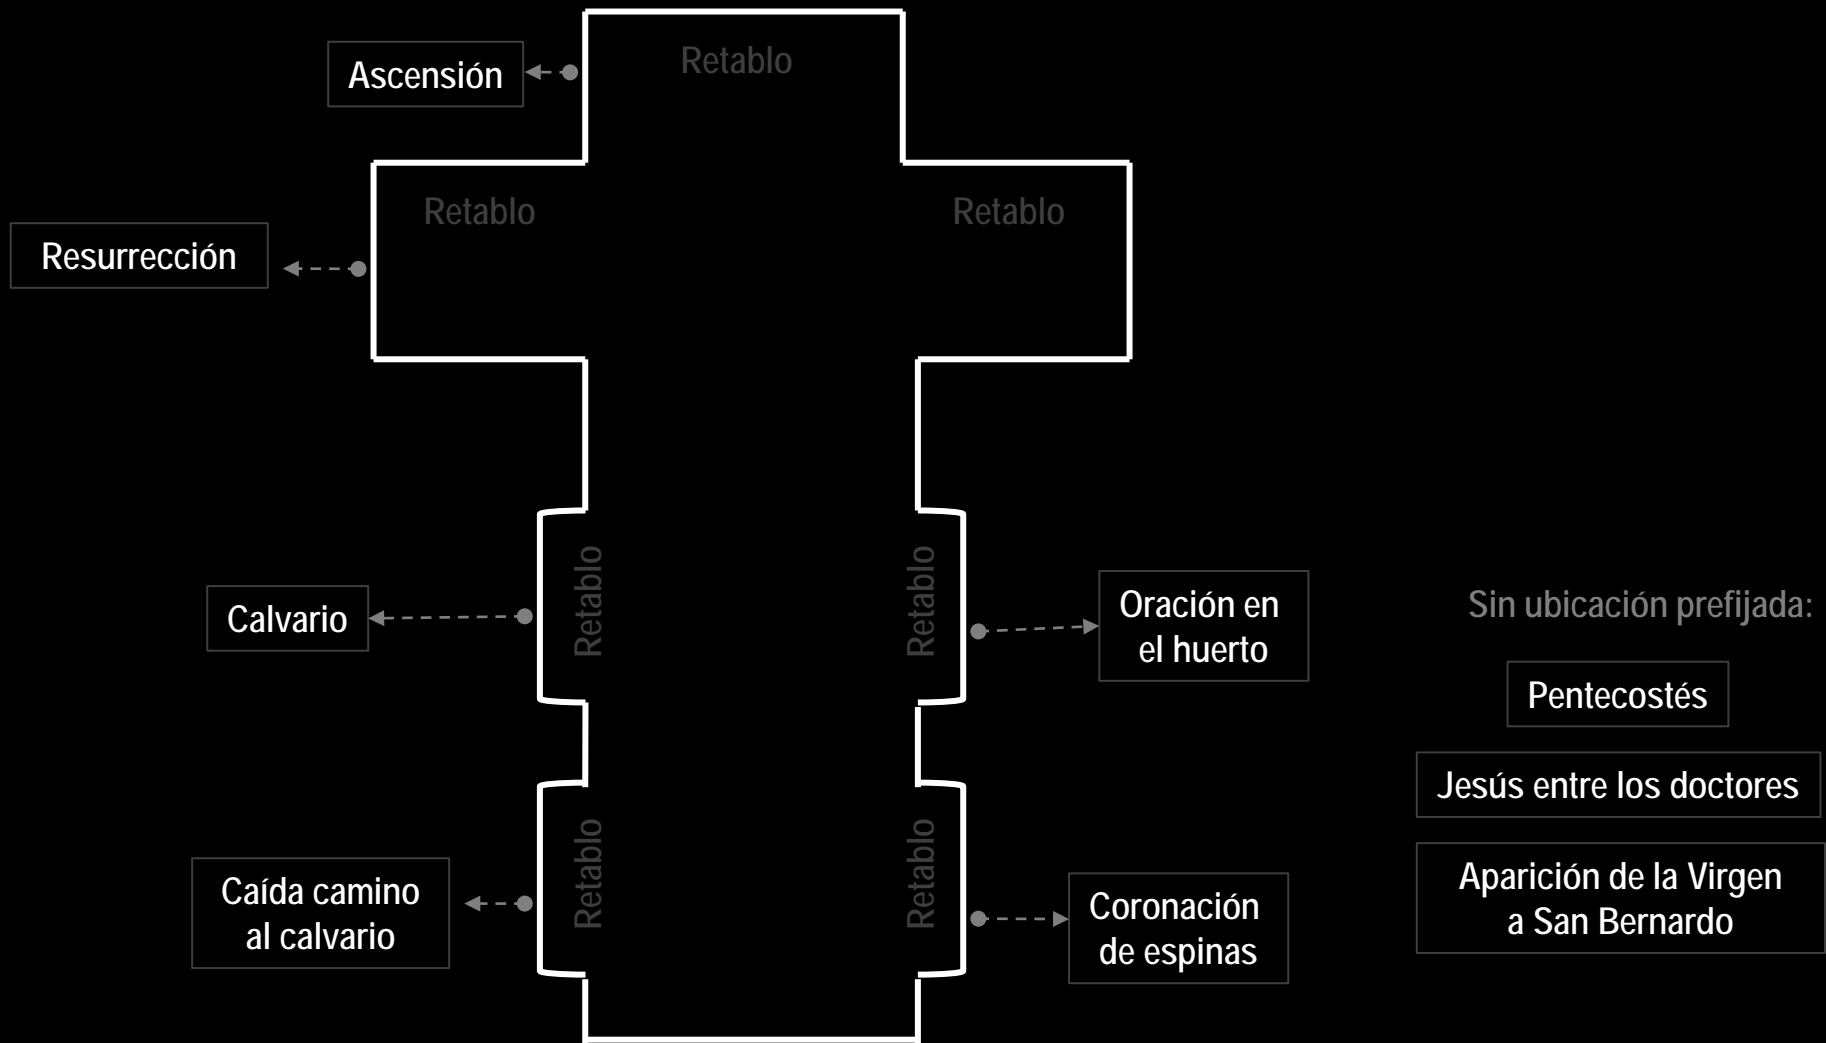 Retablo
Ascensión
Retablo
Retablo
Resurrección
Retablo
Retablo
Calvario
Oración en
el huerto
Sin ubicación prefijada:
Pentecostés
Jesús entre los doctores
Retablo
Retablo
Caída camino
al calvario
Coronación
de espinas
Aparición de la Virgen
a San Bernardo